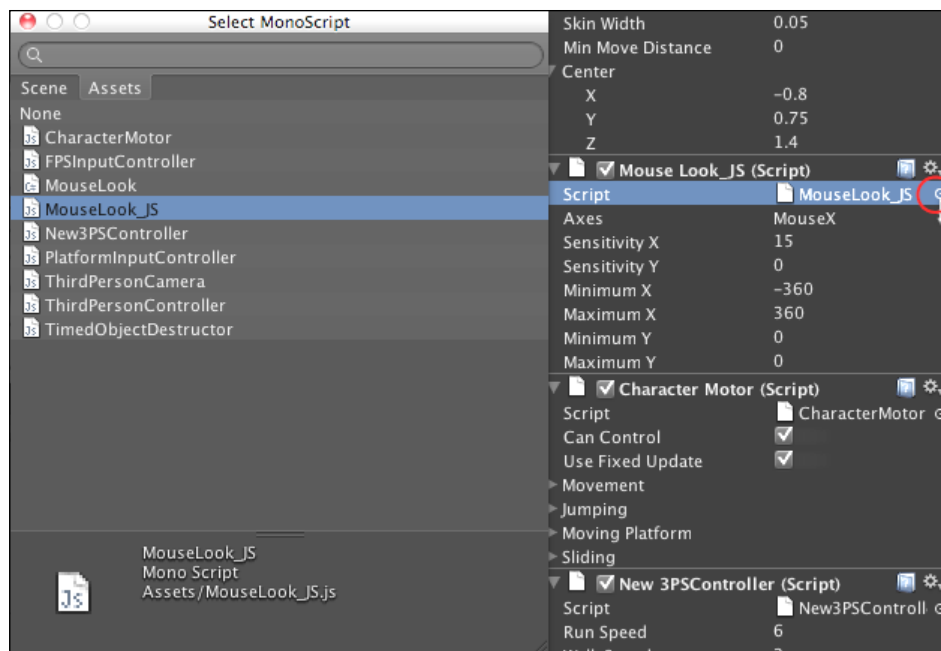 Select MonoScript
Scene Assets
None
CharacterMotor
FPSInputController
MouseLook
MouseLook_JS
New3PSController
PlatformInputController
ThirdPersonCamera
ThirdPersonController
TimedObjectDestructor
MouseLook_JS
Mono Script
Assets/MouseLook_JS.js
Js
Skin Width 0.05
Min Move Distance 0
Center
X -0.8
Y 0.75
Z 1.4
Mouse Look_JS (Script)
Script MouseLook_JS
Axes MouseX
Sensitivity X 15
Sensitivity Y 0
Minimum X -360
Maximum X 360
Minimum Y 0
Maximum Y 0
Character Motor (Script)
Script CharacterMotor
Can Control
Use Fixed Update
Movement
Jumping
Moving Platform
Sliding
New 3PSController (Script)
Script New3PSControll
Run Speed 6